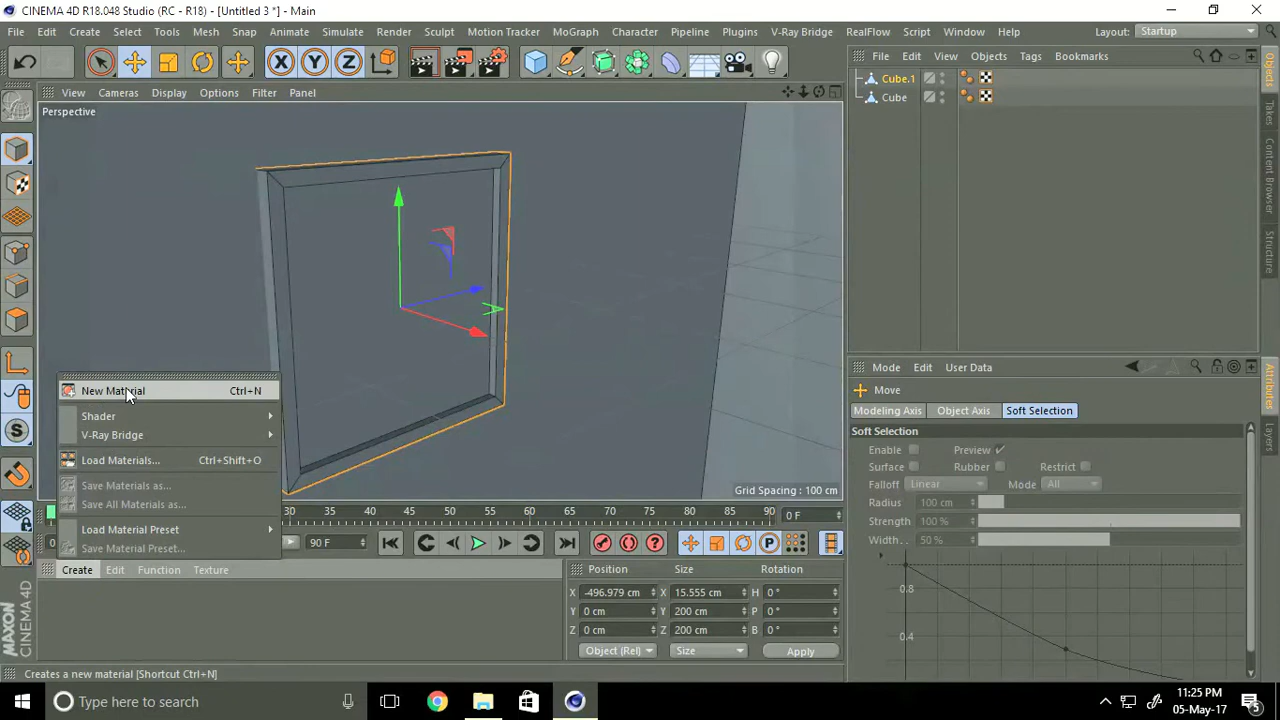 CINEMA 4D R18.048 Studio (RC - R18) - [Untitled 3 *] - Main
File Edit Create Select Tools Mesh Snap Animate Simulate Render Sculpt Motion Tracker MoGraph Character Pipeline Plugins V-Ray Bridge RealFlow Script Window Help Layout: Startup
X Y Z
File Edit View Objects Tags Bookmarks
View Cameras Display Options Filter Panel
Perspective
Cube.1
Cube
Objects
Takes
Content Browser
Structure
Mode Edit User Data
Move
Modeling Axis Object Axis Soft Selection
Soft Selection
Enable Preview
Surface Rubber Restrict
Falloff Linear Mode All
Radius 100 cm
Strength 100 %
Width.. 50 %
0.8
0.4
Attributes
Layers
New Material Ctrl+N
Shader
V-Ray Bridge
Load Materials... Ctrl+Shift+O
Save Materials as...
Save All Materials as...
Load Material Preset
Save Material Preset...
Grid Spacing : 100 cm
30 35 40 45 50 55 60 65 70 75 80 85 90 0 F
90 F
Create Edit Function Texture
Position Size Rotation
X -496.979 cm X 15.555 cm H 0 °
Y 0 cm Y 200 cm P 0 °
Z 0 cm Z 200 cm B 0 °
Object (Rel) Size Apply
MAXON CINEMA 4D
Creates a new material [Shortcut Ctrl+N]
Type here to search
11:25 PM
05-May-17
5